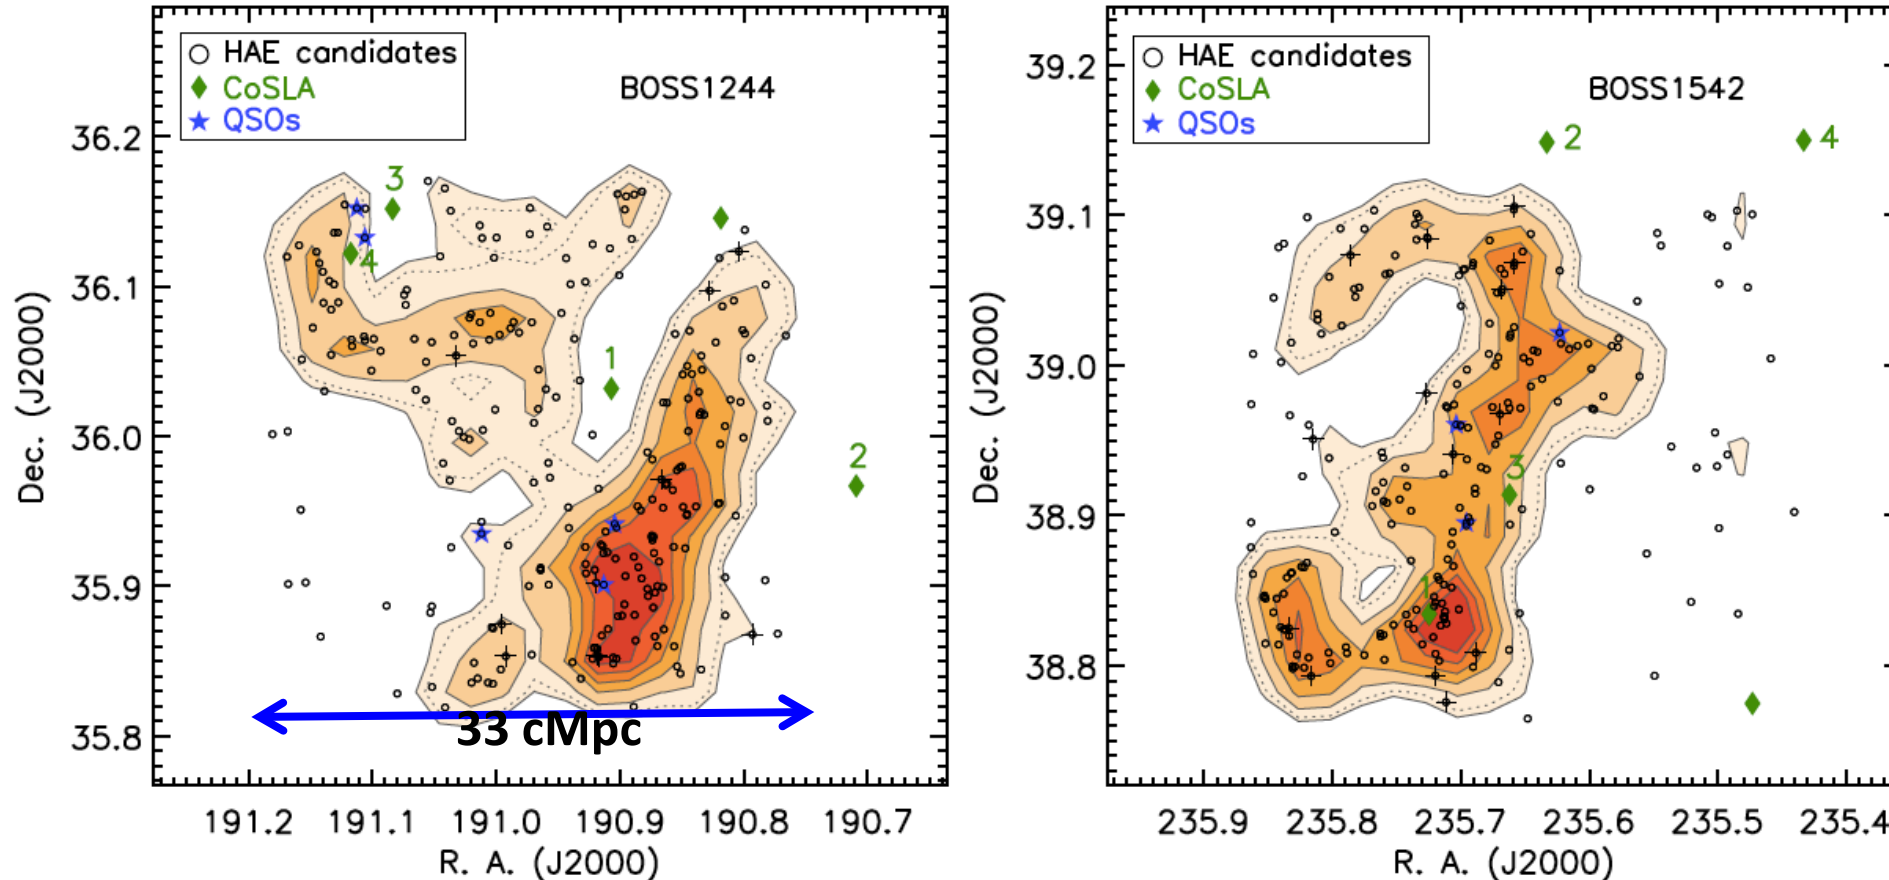 HAE candidates
CoSLA
QSOs
BOSS1244
36.2
36.1
36.0
35.9
35.8
3
4
1
2
33 cMpc
191.2 191.1 191.0 190.9 190.8 190.7
R. A. (J2000)
Dec. (J2000)
HAE candidates
CoSLA
QSOs
BOSS1542
39.2
39.1
39.0
38.9
38.8
2
4
3
1
235.9 235.8 235.7 235.6 235.5 235.4
R. A. (J2000)
Dec. (J2000)